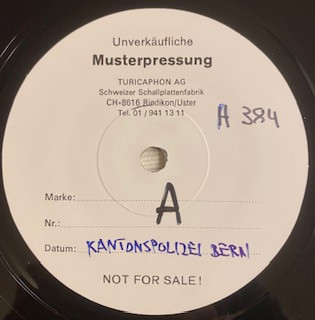 Unverkäufliche
Musterpressung
TURICAPHON AG
Schweizer Schallplattenfabrik
CH-8616 Riedikon/Uster
Tel. 01 / 941 13 11
A 384
Marke:
A
Nr.:
Datum: KANTONSPOLIZEI BERN
NOT FOR SALE!